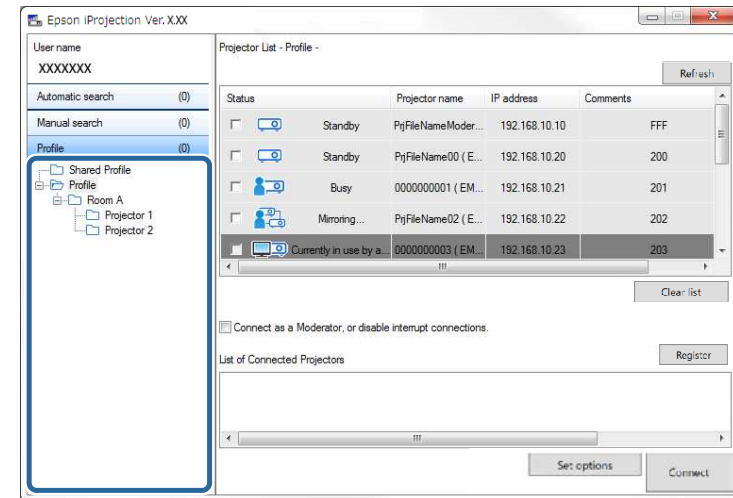 Epson iProjection Ver. X.XX
User name
XXXXXXX
Automatic search (0)
Manual search (0)
Profile (0)
Shared Profile
Profile
Room A
Projector 1
Projector 2
Projector List - Profile -
Refresh
Status Projector name IP address Comments
Standby PrjFileNameModer... 192.168.10.10 FFF
Standby PrjFileName00 ( E... 192.168.10.20 200
Busy 0000000001 ( EM... 192.168.10.21 201
Mirroring... PrjFileName02 ( E... 192.168.10.22 202
Currently in use by a... 0000000003 ( EM... 192.168.10.23 203
Clear list
Connect as a Moderator, or disable interrupt connections.
List of Connected Projectors
Register
Set options
Connect